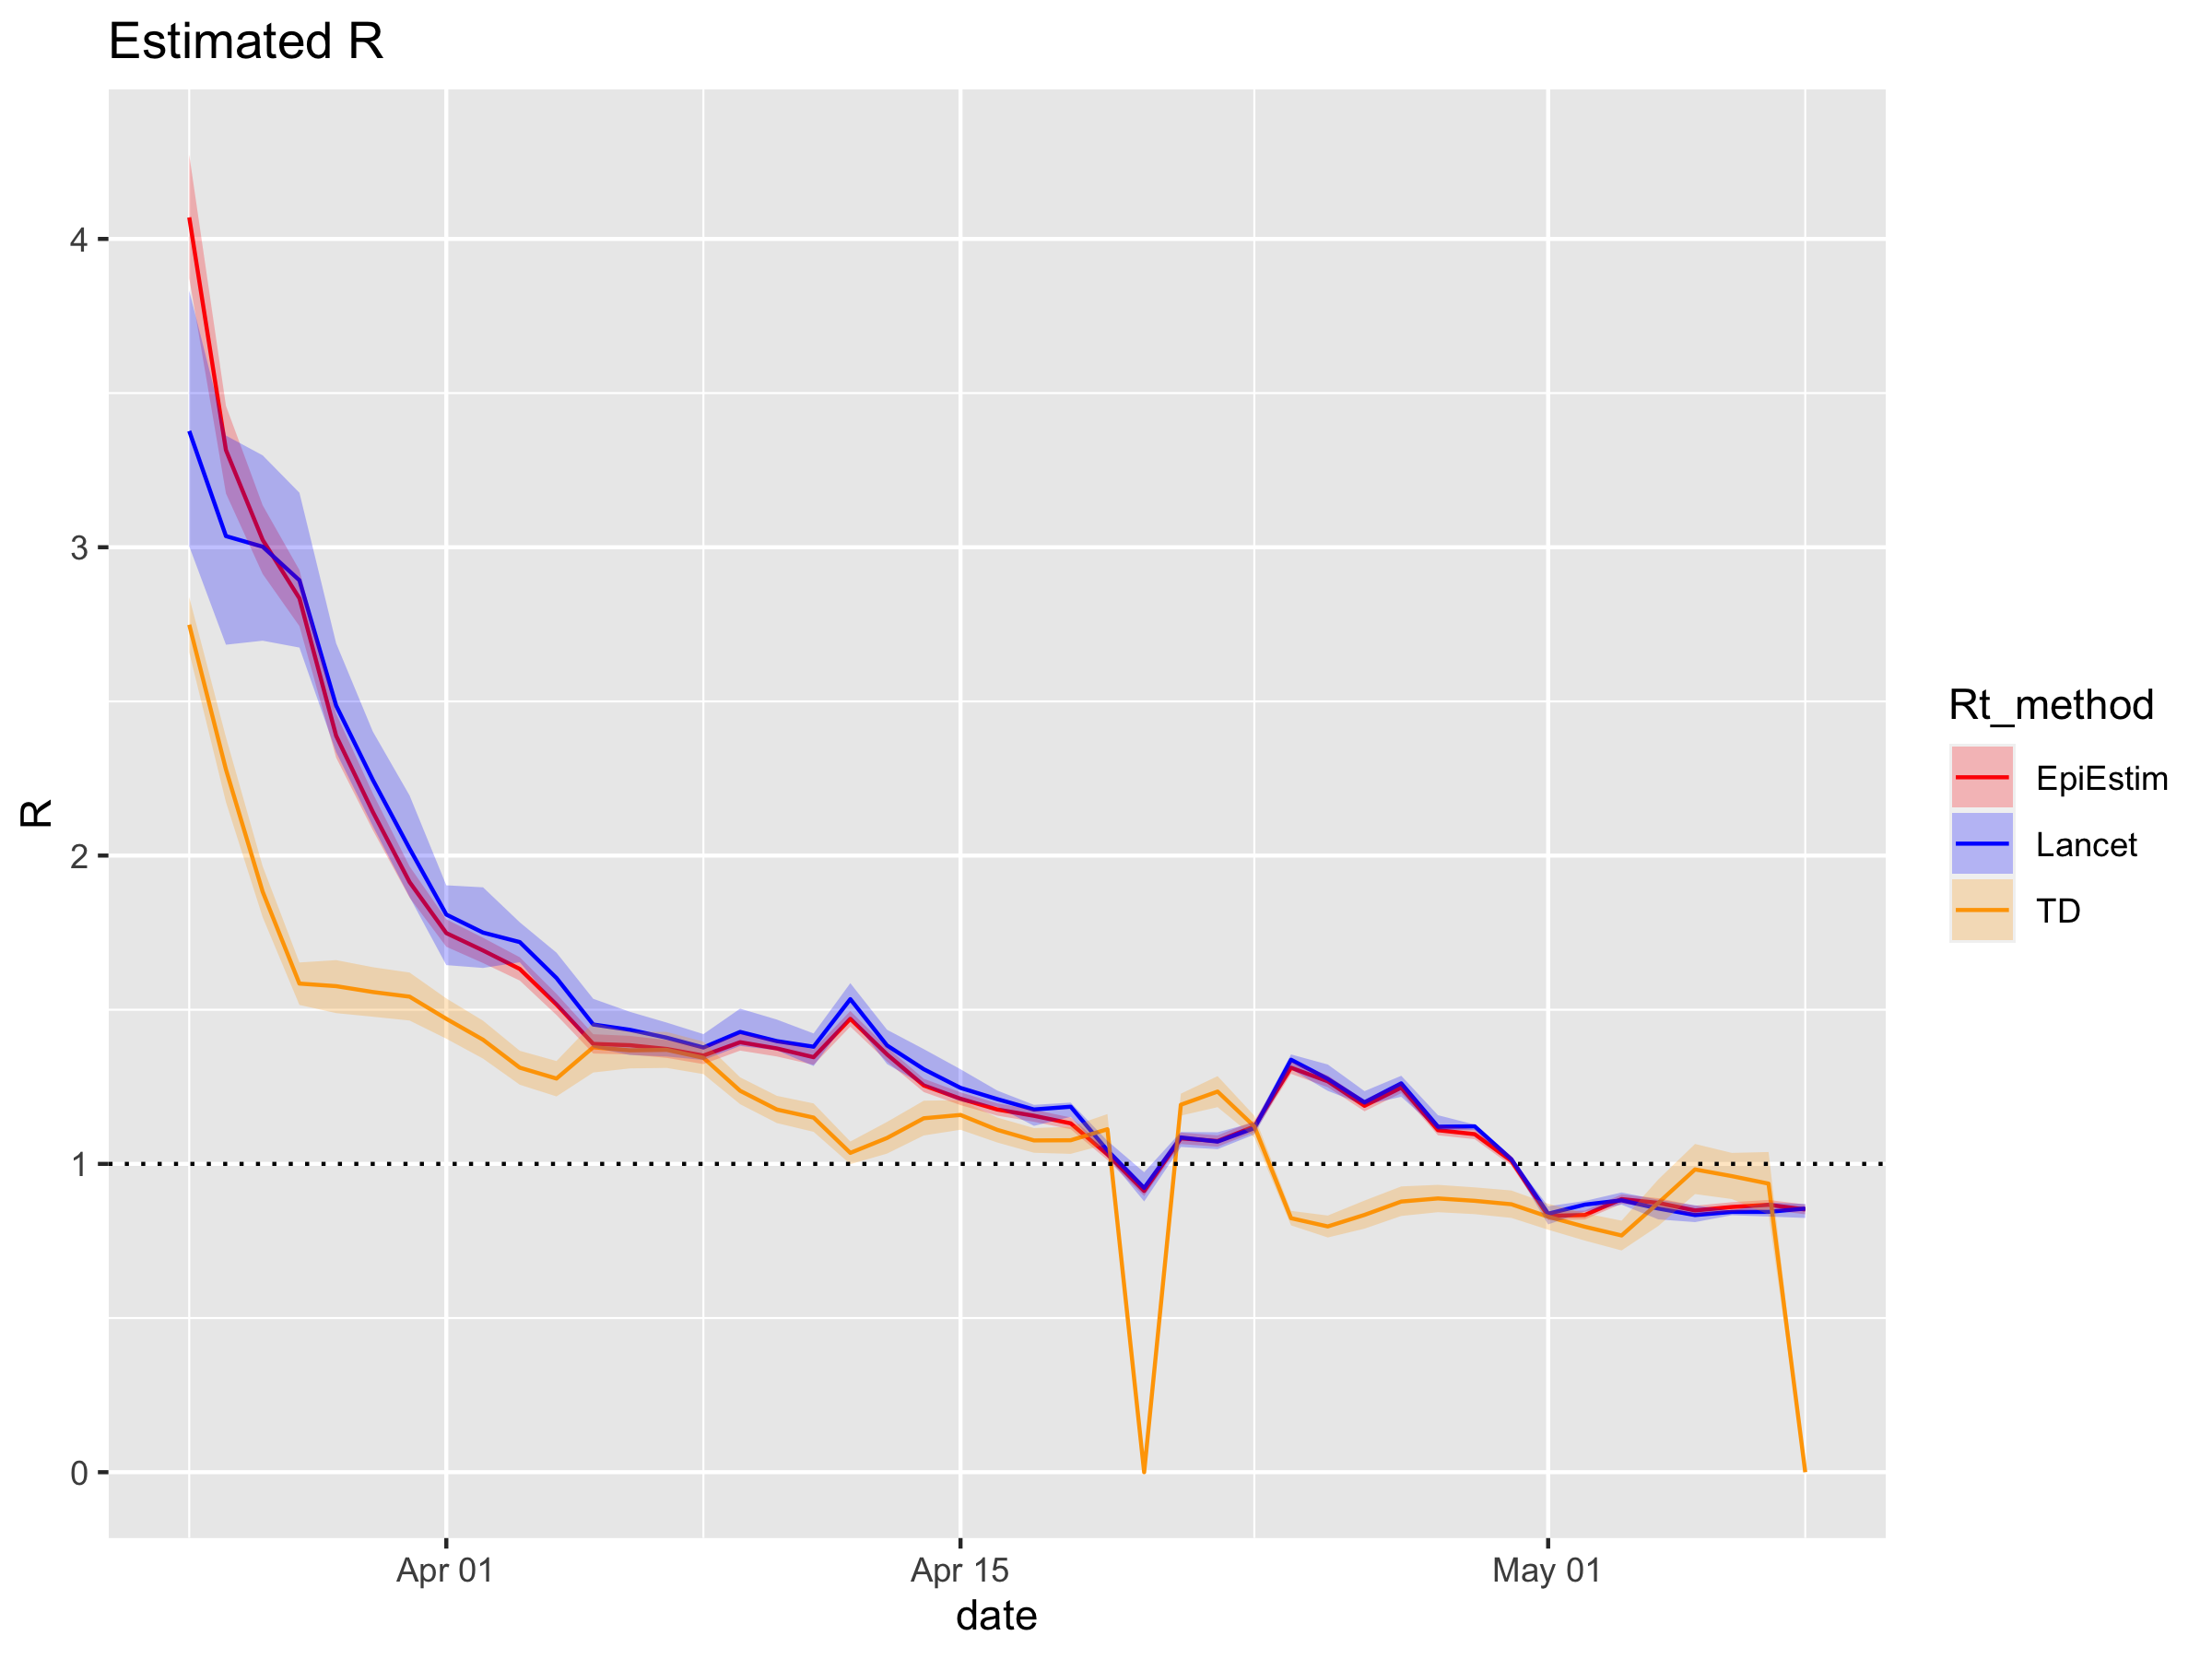 Estimated R
4
3
2
1
0
R
Apr 01
Apr 15
May 01
date
Rt_method
EpiEstim
Lancet
TD